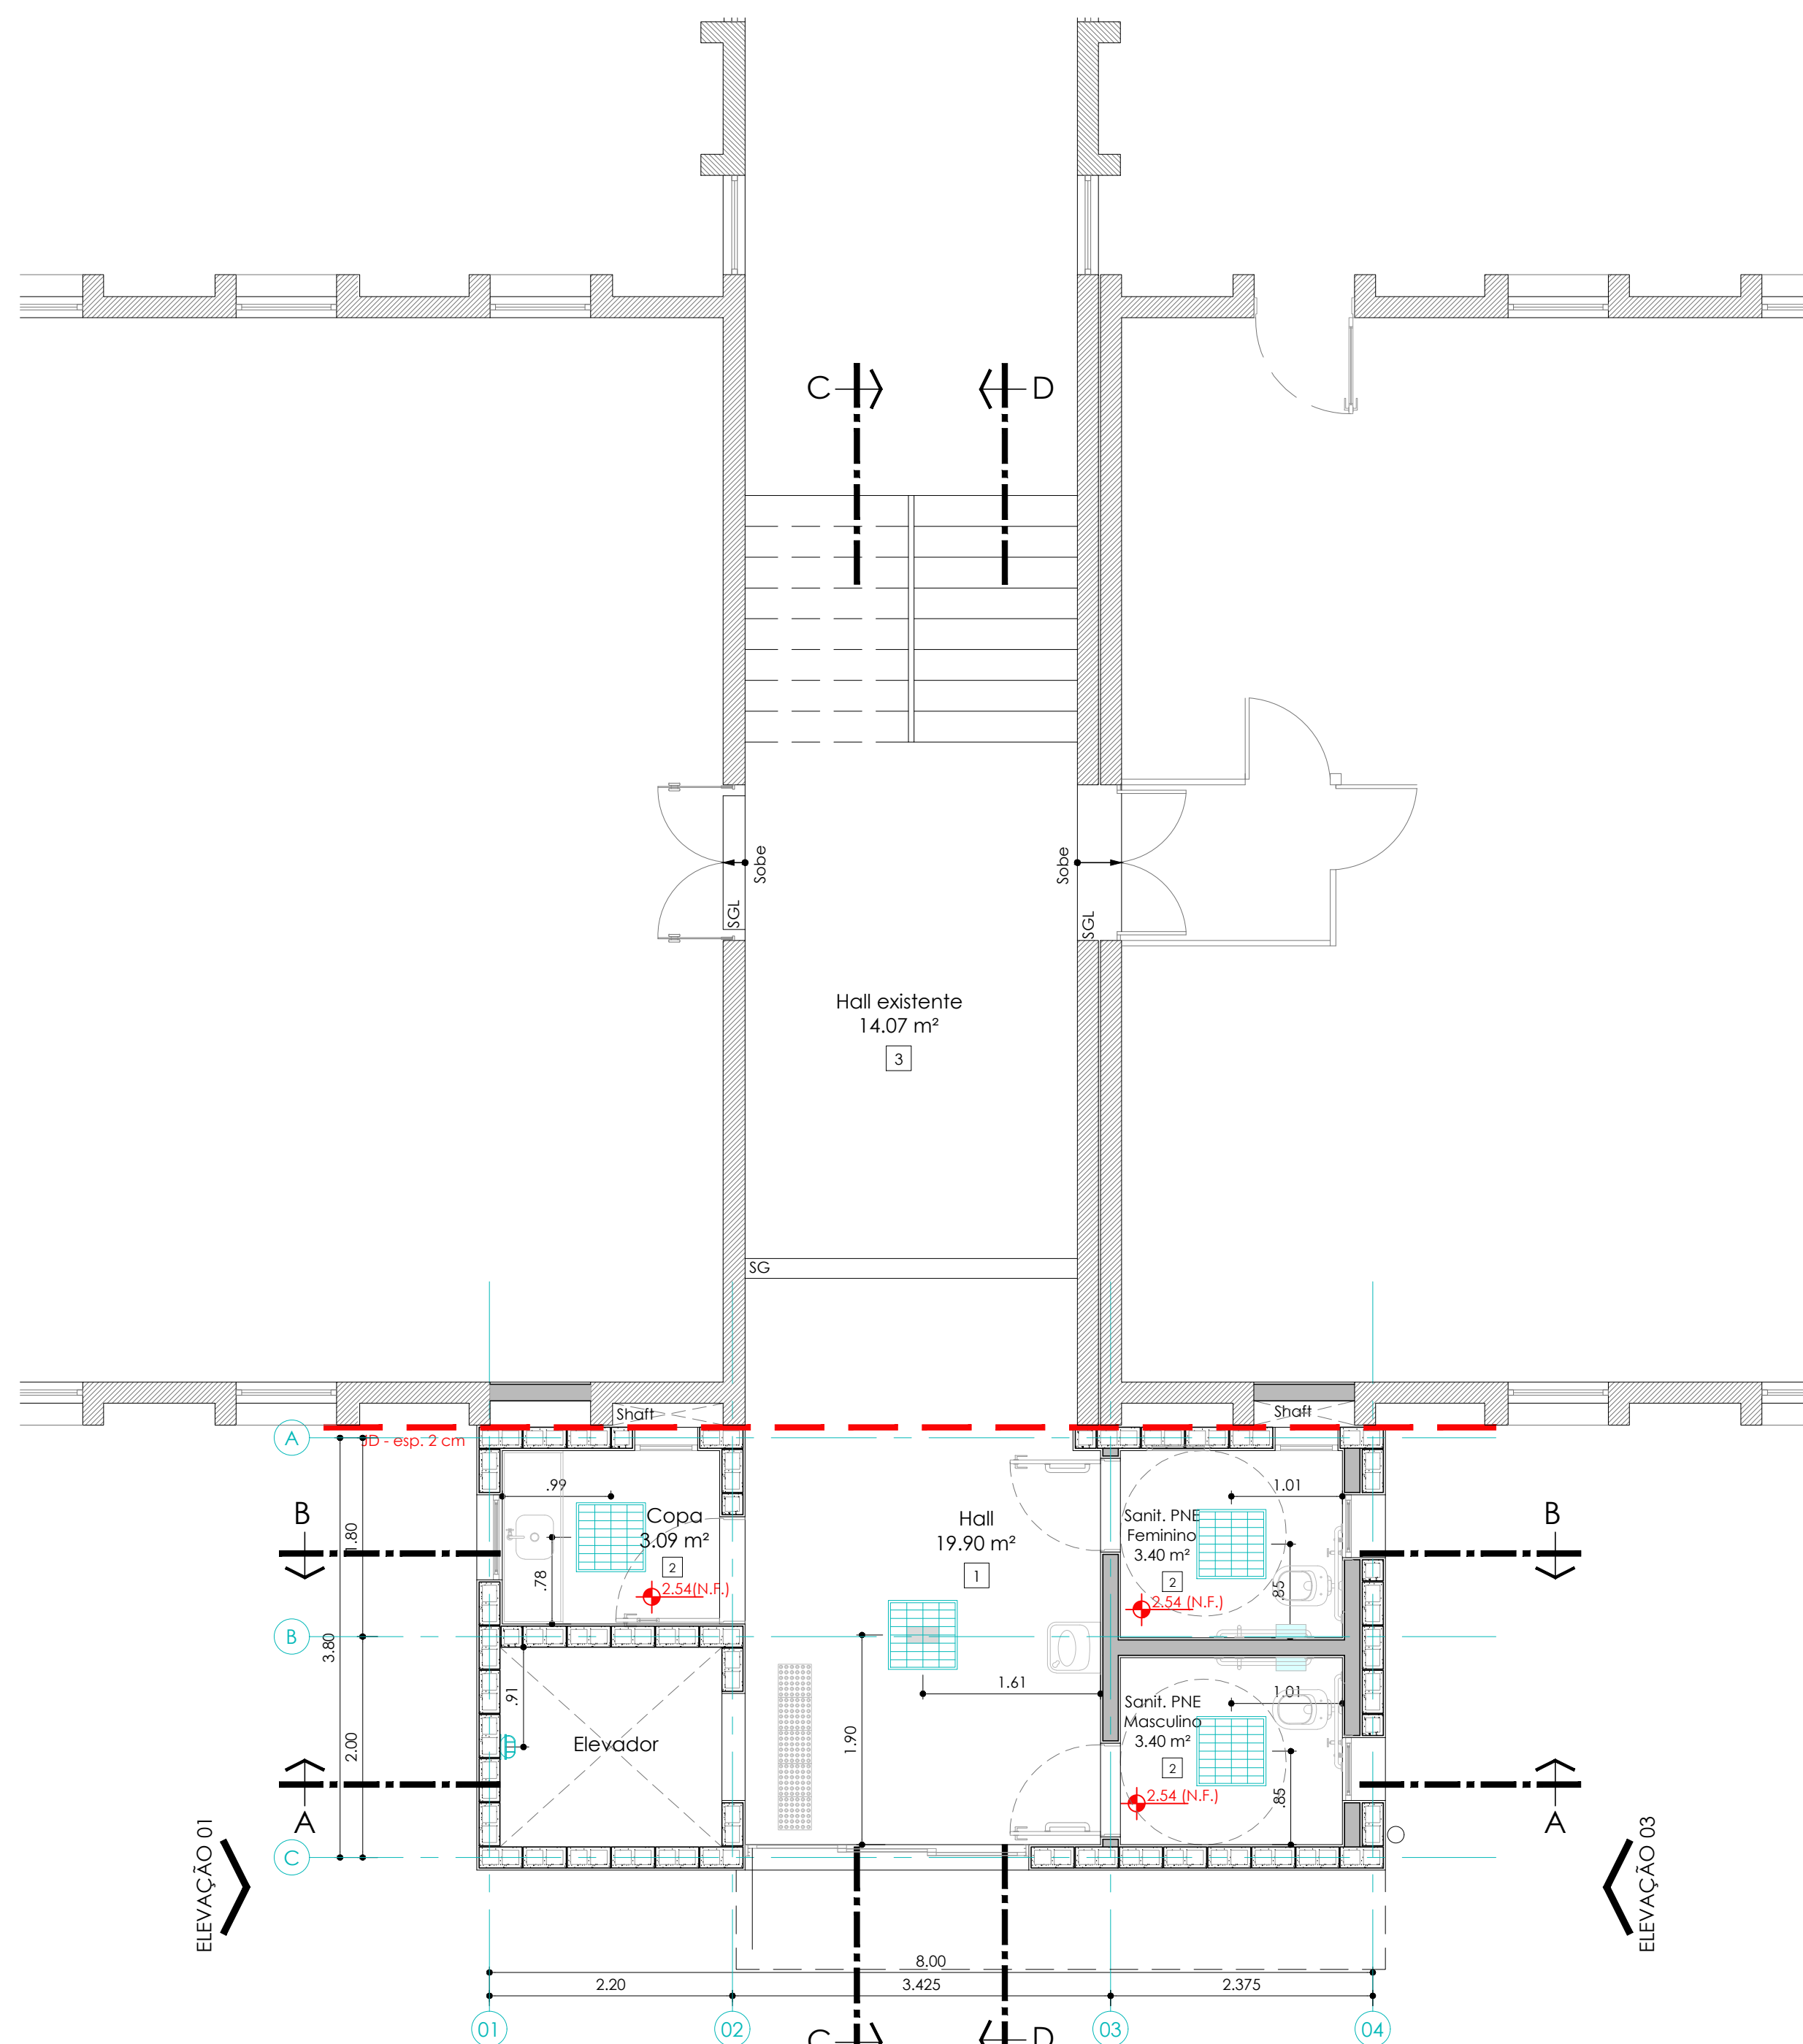 C
D
Sobe
Sobe
SGL
SGL
Hall existente
14.07 m²
3
SG
Shaft
Shaft
A
JD - esp. 2 cm
.99
1.01
B
B
Copa
3.09 m²
2
Hall
19.90 m²
1
Sanit. PNE
Feminino
3.40 m²
2
1.80
.78
.85
2.54(N.F.)
2.54 (N.F.)
B
3.80
.91
1.61
1.01
Sanit. PNE
Masculino
3.40 m²
2
2.00
1.90
Elevador
.85
2.54 (N.F.)
A
A
C
ELEVAÇÃO 01
ELEVAÇÃO 03
8.00
2.20
3.425
2.375
01
02
03
04
C
D